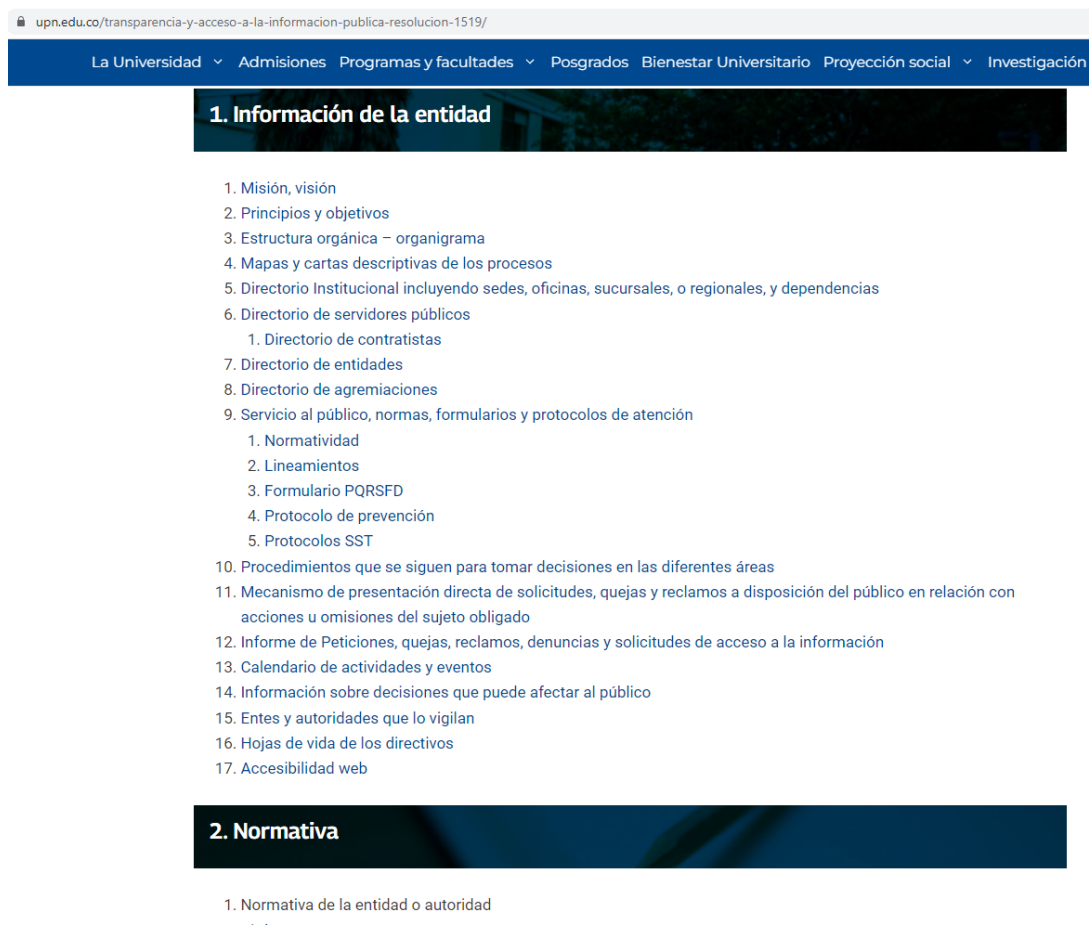 upn.edu.co/transparencia-y-acceso-a-la-informacion-publica-resolucion-1519/
La Universidad Admisiones Programas y facultades Posgrados Bienestar Universitario Proyección social Investigación
1. Información de la entidad
1. Misión, visión
2. Principios y objetivos
3. Estructura orgánica – organigrama
4. Mapas y cartas descriptivas de los procesos
5. Directorio Institucional incluyendo sedes, oficinas, sucursales, o regionales, y dependencias
6. Directorio de servidores públicos
1. Directorio de contratistas
7. Directorio de entidades
8. Directorio de agremiaciones
9. Servicio al público, normas, formularios y protocolos de atención
1. Normatividad
2. Lineamientos
3. Formulario PQRSFD
4. Protocolo de prevención
5. Protocolos SST
10. Procedimientos que se siguen para tomar decisiones en las diferentes áreas
11. Mecanismo de presentación directa de solicitudes, quejas y reclamos a disposición del público en relación con
acciones u omisiones del sujeto obligado
12. Informe de Peticiones, quejas, reclamos, denuncias y solicitudes de acceso a la información
13. Calendario de actividades y eventos
14. Información sobre decisiones que puede afectar al público
15. Entes y autoridades que lo vigilan
16. Hojas de vida de los directivos
17. Accesibilidad web
2. Normativa
1. Normativa de la entidad o autoridad